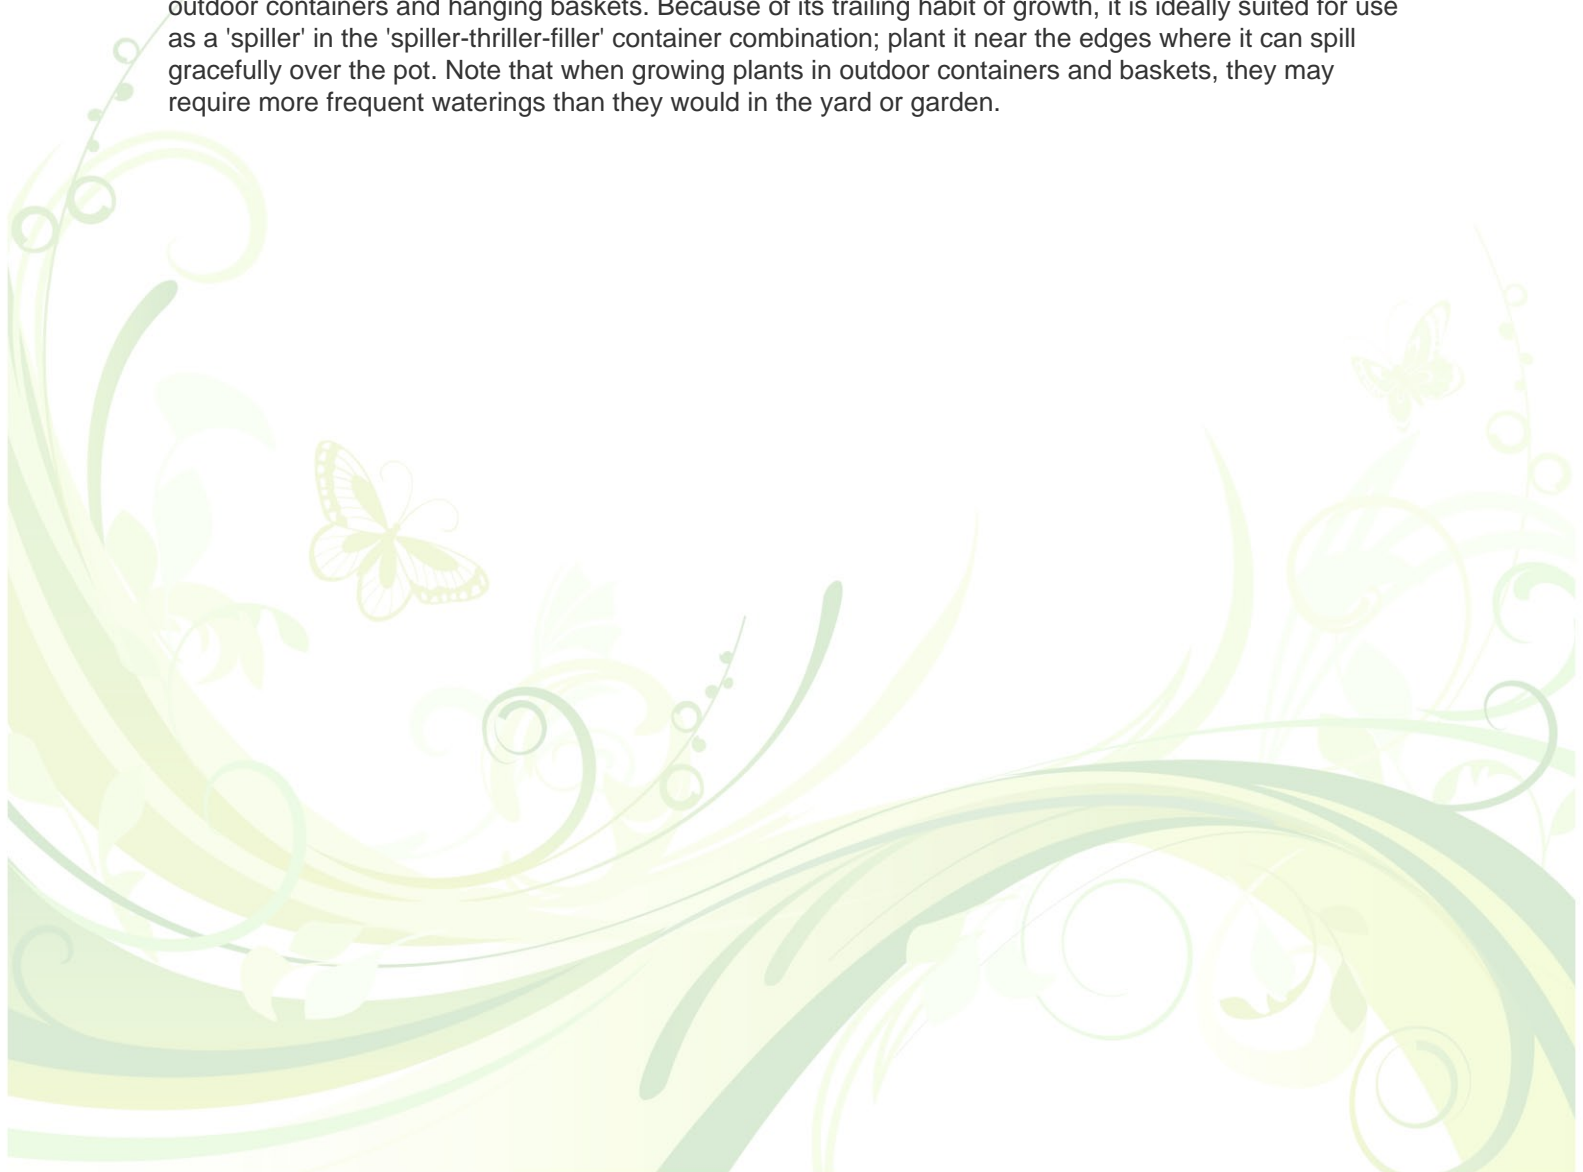 outdoor containers and hanging baskets. Because of its trailing habit of growth, it is ideally suited for use
as a 'spiller' in the 'spiller-thriller-filler' container combination; plant it near the edges where it can spill
gracefully over the pot. Note that when growing plants in outdoor containers and baskets, they may
require more frequent waterings than they would in the yard or garden.